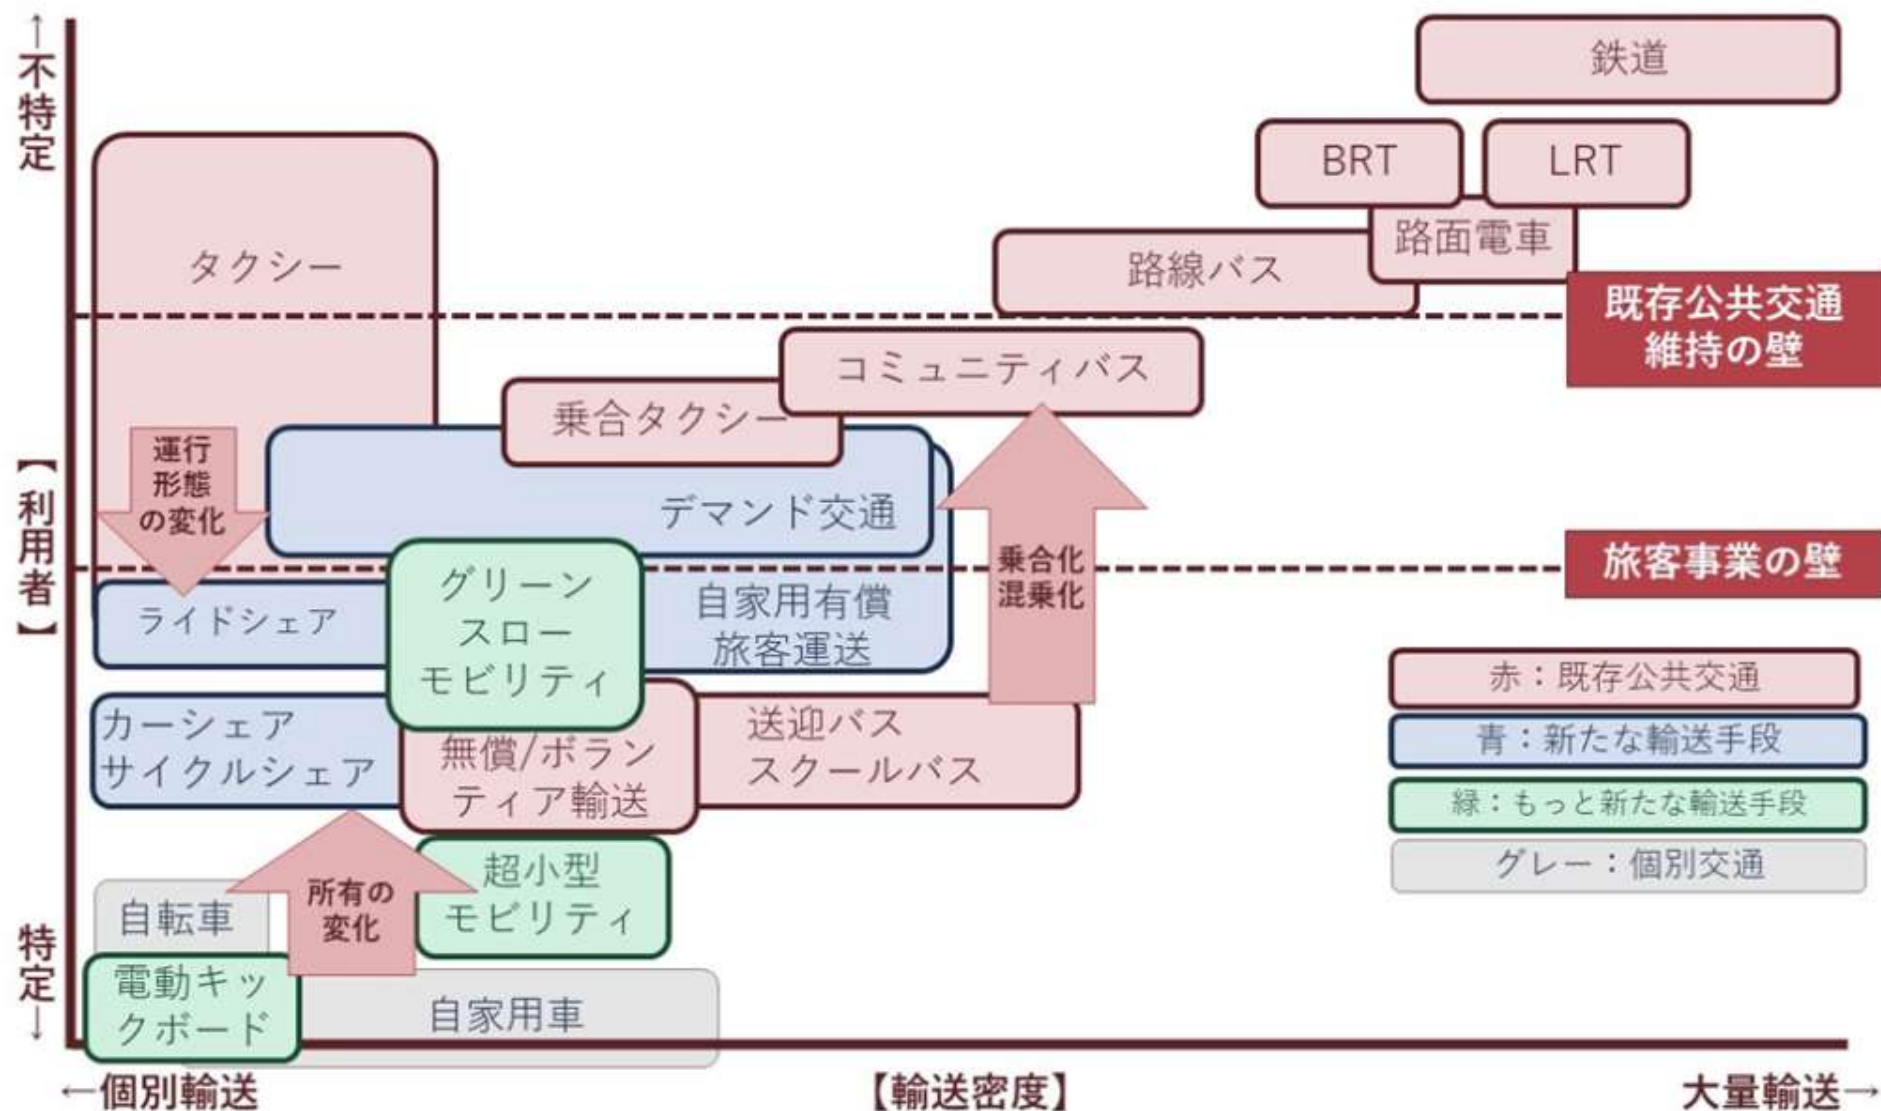 ↑不特定
鉄道
BRT
LRT
路面電車
タクシー
路線バス
既存公共交通
維持の壁
コミュニティバス
乗合タクシー
運行
形態
の変化
【利用者】
デマンド交通
乗合化
混乗化
旅客事業の壁
グリーン
スロー
モビリティ
自家用有償
旅客運送
ライドシェア
赤：既存公共交通
青：新たな輸送手段
緑：もっと新たな輸送手段
グレー：個別交通
カーシェア
サイクルシェア
無償/ボラン
ティア輸送
送迎バス
スクールバス
所有の
変化
超小型
モビリティ
自転車
特定↓
電動キッ
クボード
自家用車
←個別輸送
【輸送密度】
大量輸送→